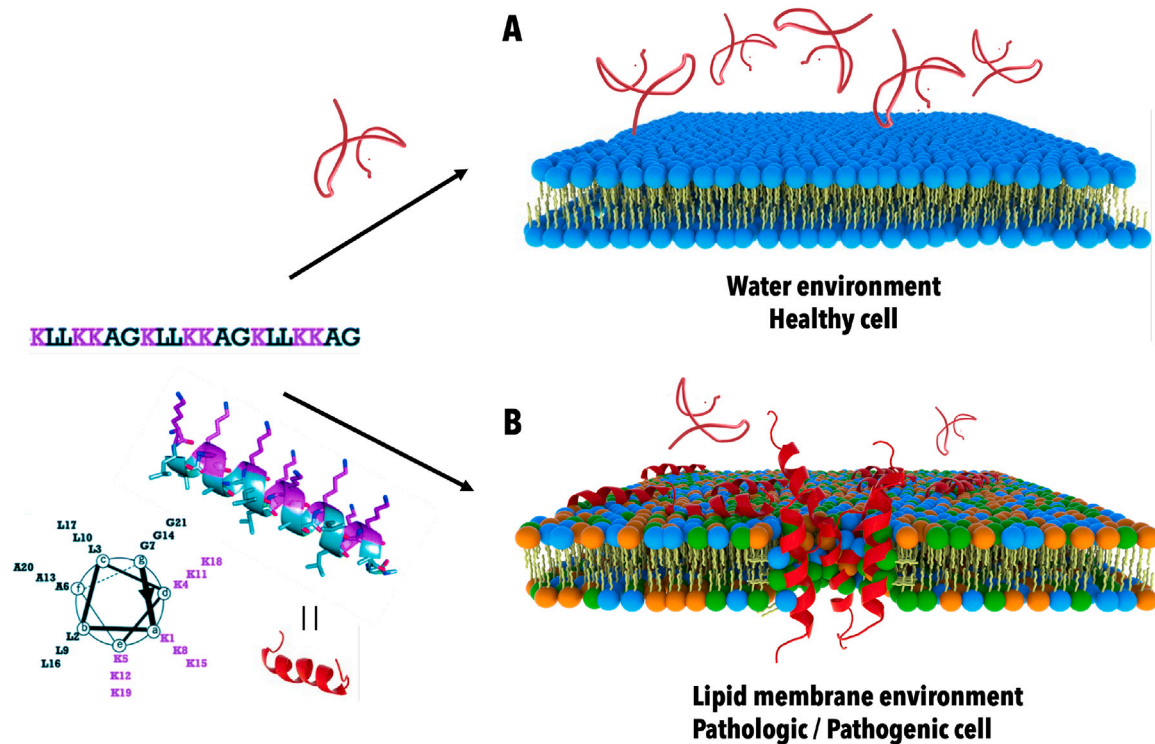 A
Water environment
Healthy cell
KLLKKAGKLLKKAGKLLKKAG
B
L17
L10
L3
G21
G14
G7
A20
A13
A6
K18
K11
K4
c
g
f
d
b
a
e
L2
L9
L16
K1
K8
K15
K5
K12
K19
Lipid membrane environment
Pathologic / Pathogenic cell